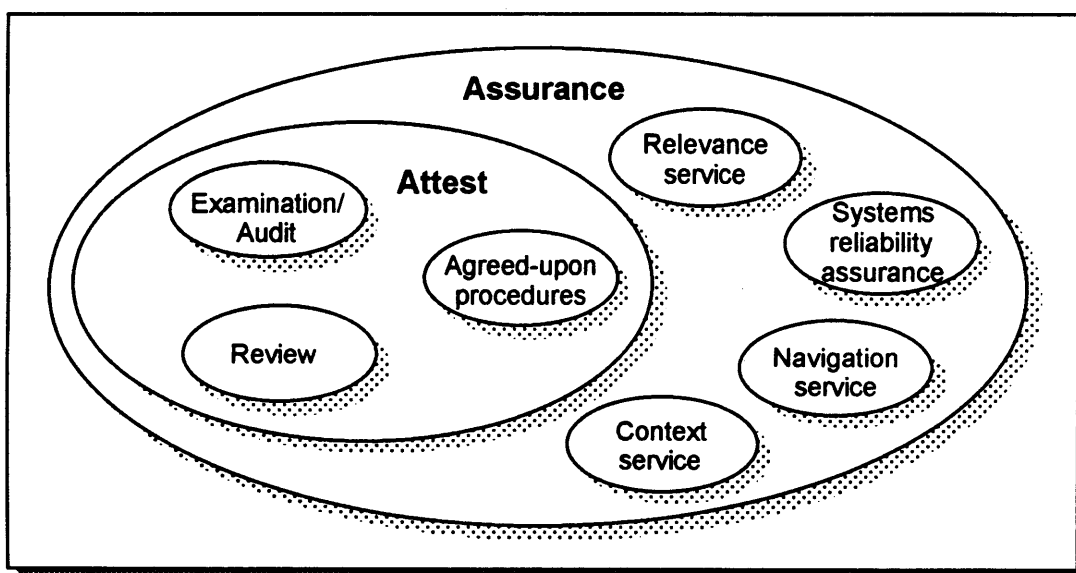 Assurance
Relevance
service
Attest
Examination/
Audit
Systems
reliability
assurance
Agreed-upon
procedures
Review
Navigation
service
Context
service